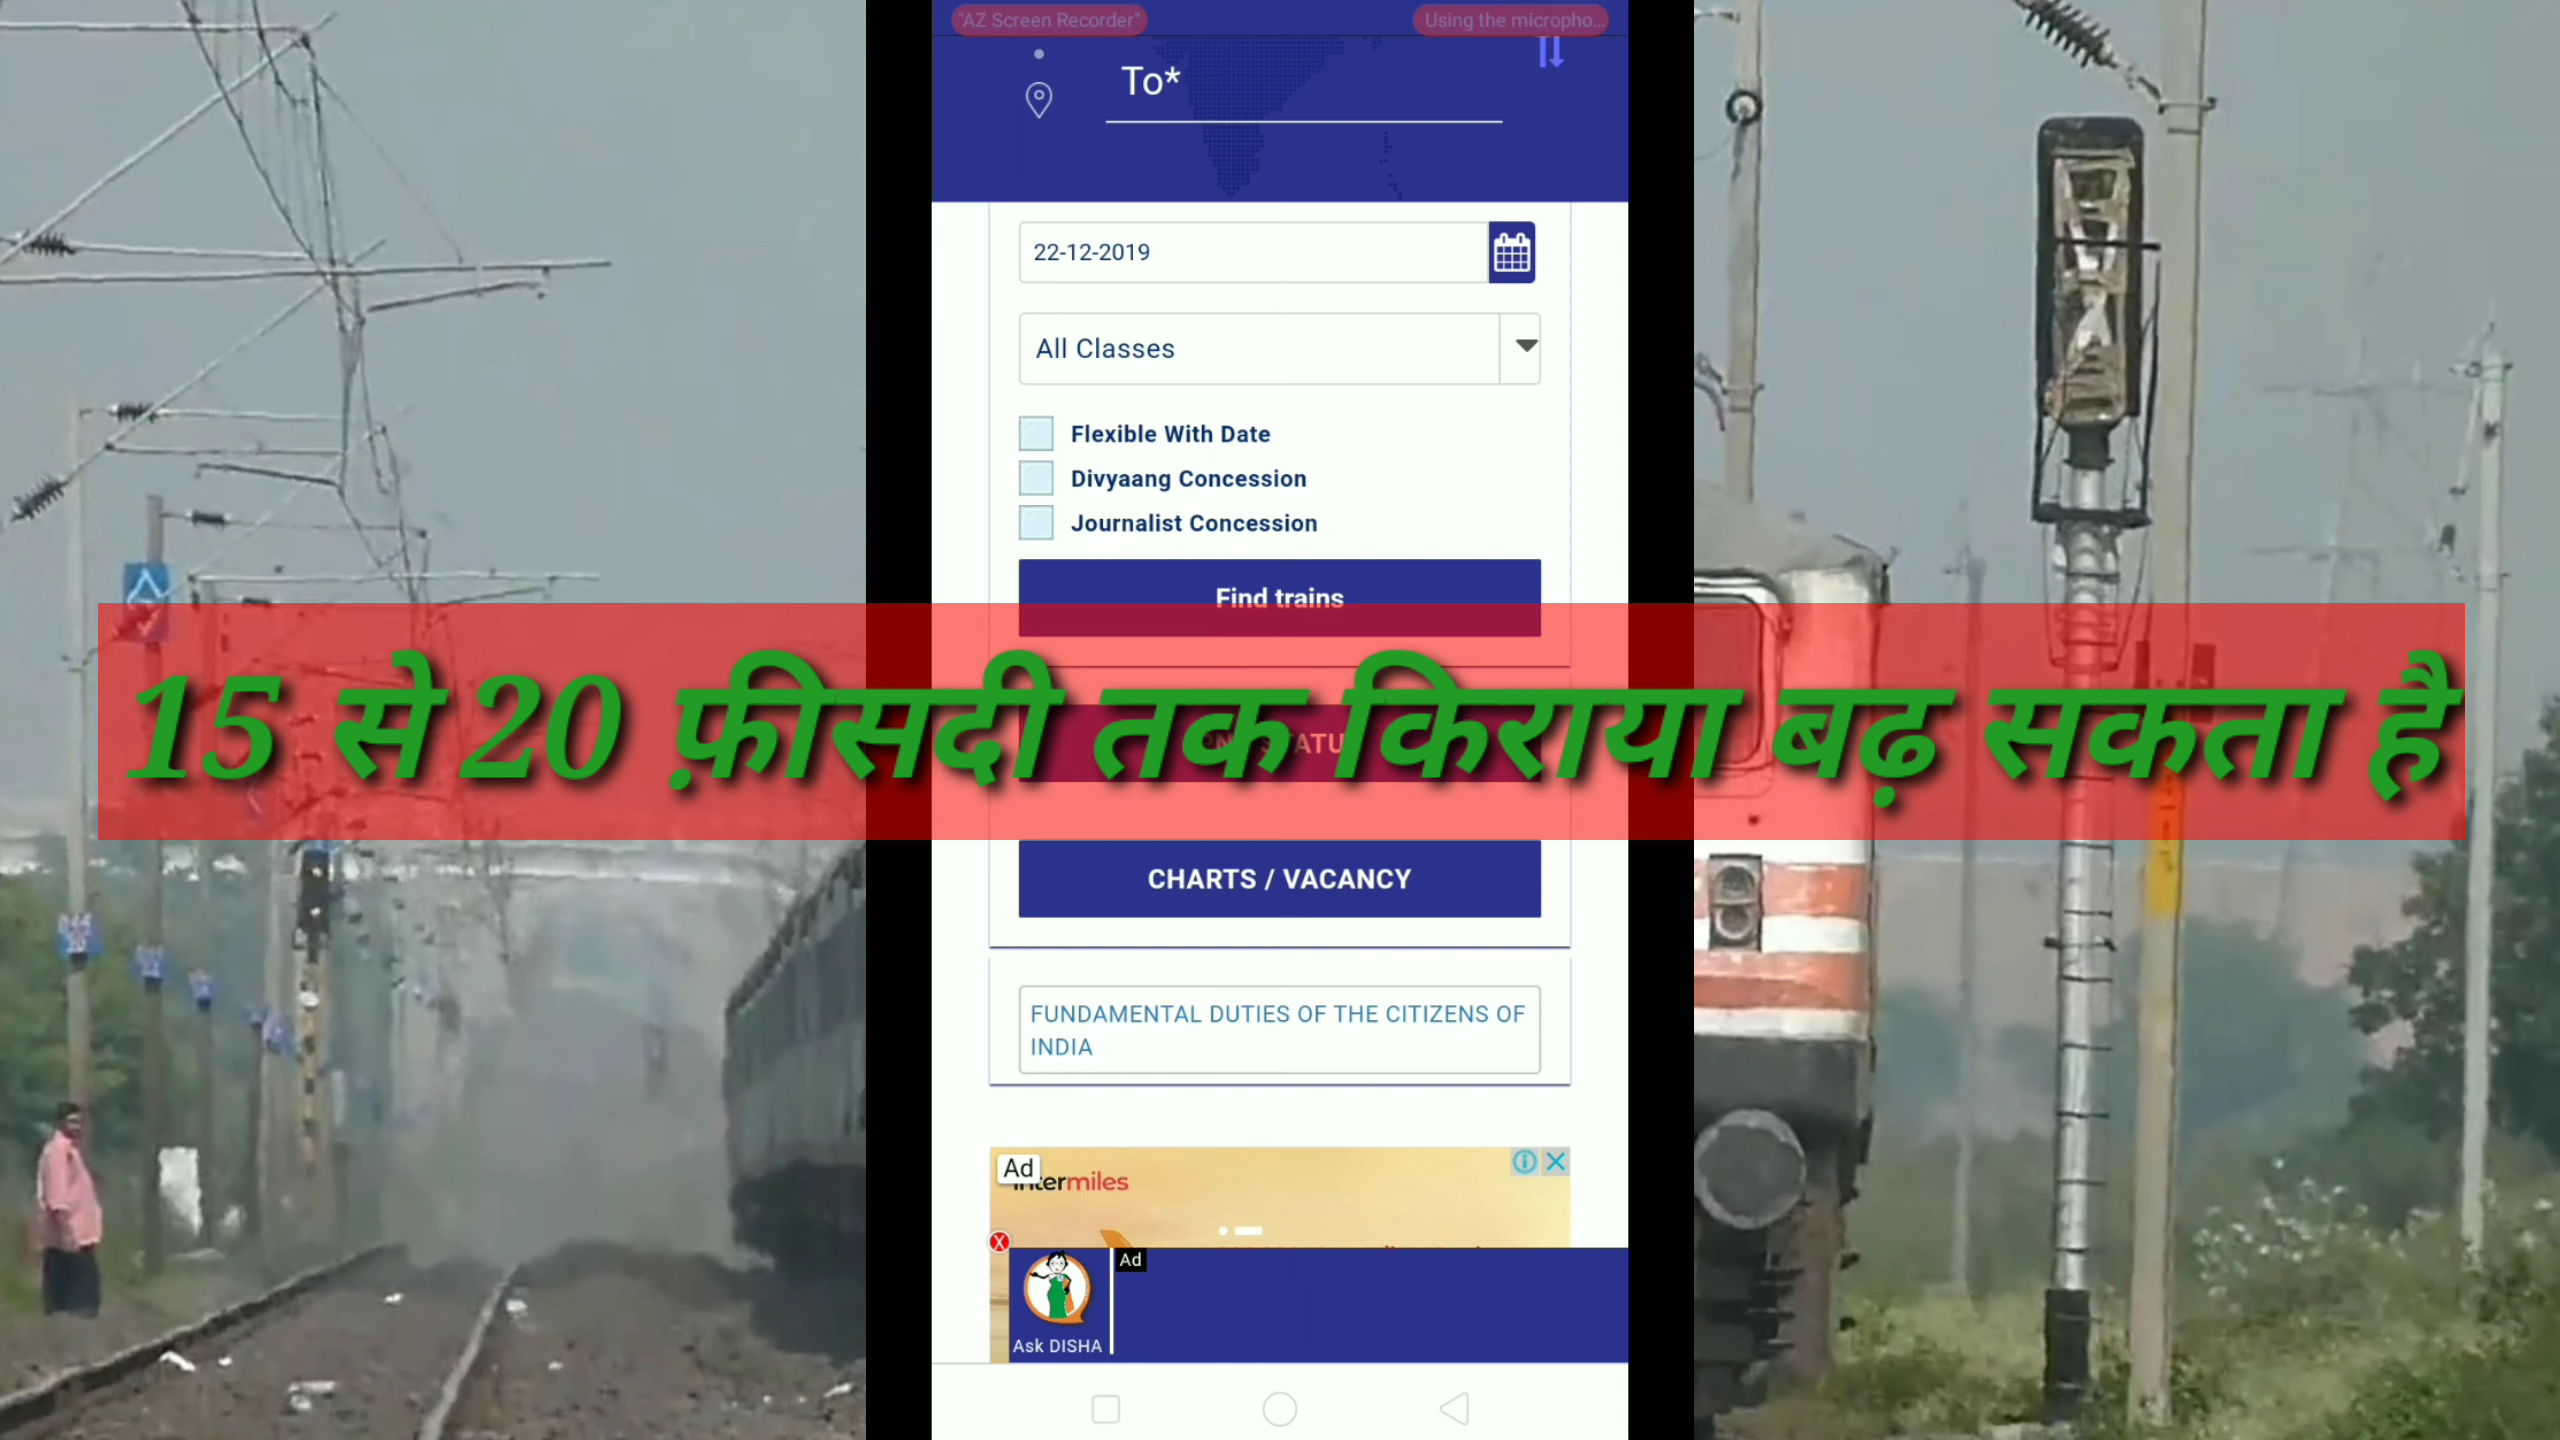 "AZ Screen Recorder"
Using the micropho...
To*
22-12-2019
All Classes
Flexible With Date
Divyaang Concession
Journalist Concession
Find trains
15 से 20 फ़ीसदी तक किराया बढ़ सकता है
CHARTS / VACANCY
FUNDAMENTAL DUTIES OF THE CITIZENS OF
INDIA
Ad
intermiles
Ad
Ask DISHA